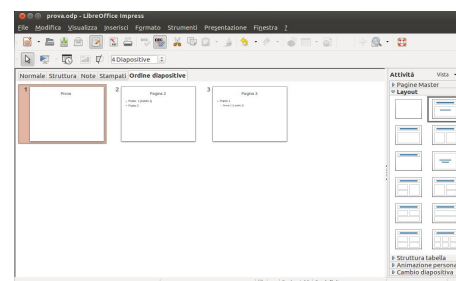 prova.odp - LibreOffice Impress
File Modifica Visualizza Inserisci Formato Strumenti Presentazione Finestra ?
4 Diapositive
Normale Struttura Note Stampati Ordine diapositive
Attività Vista
Pagine Master
Layout
1 2 3
Prova Pagina 2 Pagina 3
Struttura tabella
Animazione persona
Cambio diapositiva